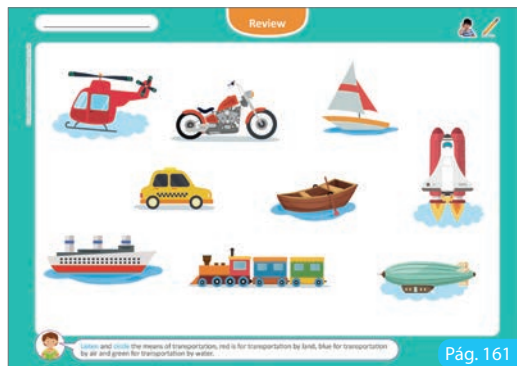 Review
Listen and circle the means of transportation, red is for transportation by land, blue for transportation
by air and green for transportation by water.
Pág. 161